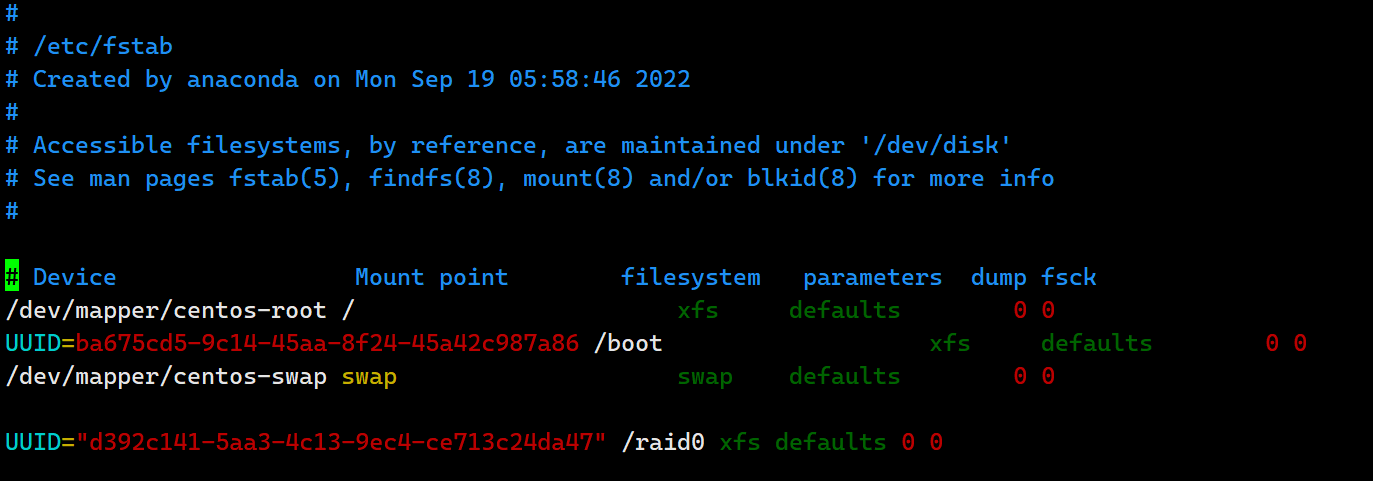 #
# /etc/fstab
# Created by anaconda on Mon Sep 19 05:58:46 2022
#
# Accessible filesystems, by reference, are maintained under '/dev/disk'
# See man pages fstab(5), findfs(8), mount(8) and/or blkid(8) for more info
#
# Device                 Mount point        filesystem   parameters  dump fsck
/dev/mapper/centos-root /                       xfs     defaults        0 0
UUID=ba675cd5-9c14-45aa-8f24-45a42c987a86 /boot                   xfs     defaults        0 0
/dev/mapper/centos-swap swap                    swap    defaults        0 0
UUID="d392c141-5aa3-4c13-9ec4-ce713c24da47" /raid0 xfs defaults 0 0